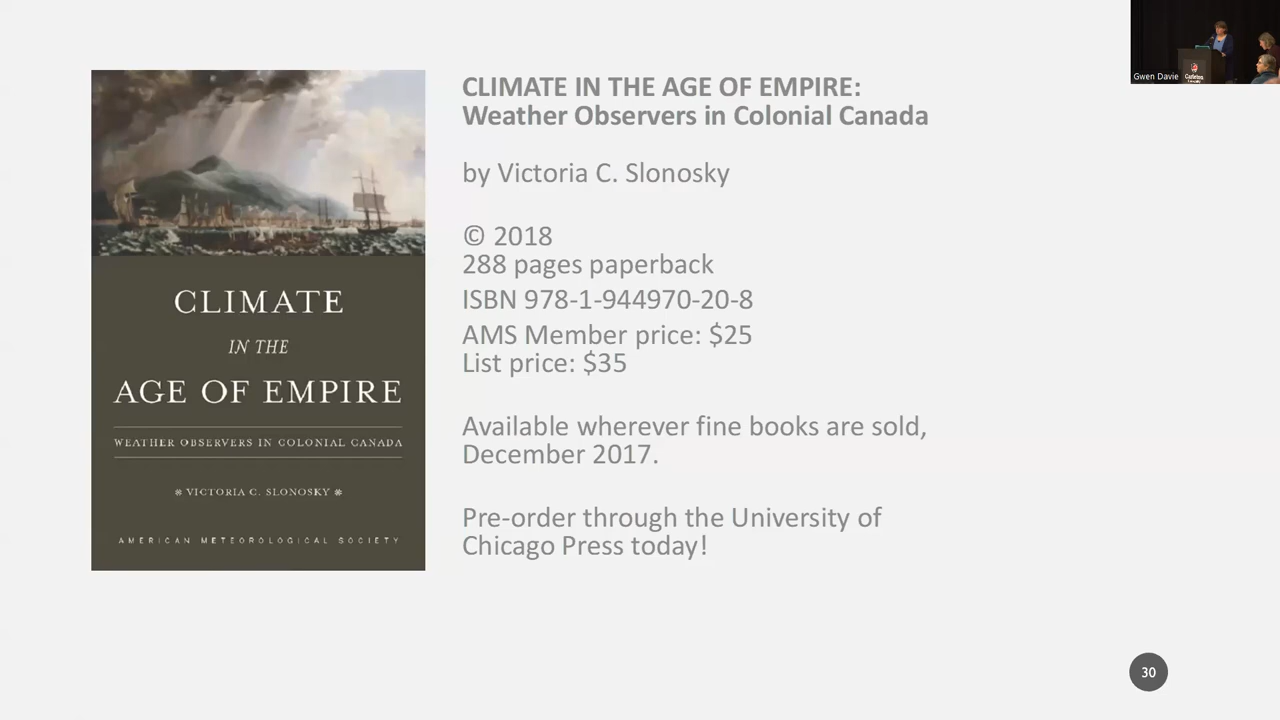 CLIMATE
IN THE
AGE OF EMPIRE
WEATHER OBSERVERS IN COLONIAL CANADA
VICTORIA C. SLONOSKY
AMERICAN METEOROLOGICAL SOCIETY
CLIMATE IN THE AGE OF EMPIRE:
Weather Observers in Colonial Canada
by Victoria C. Slonosky
© 2018
288 pages paperback
ISBN 978-1-944970-20-8
AMS Member price: $25
List price: $35
Available wherever fine books are sold,
December 2017.
Pre-order through the University of
Chicago Press today!
Gwen Davie
Carleton
30